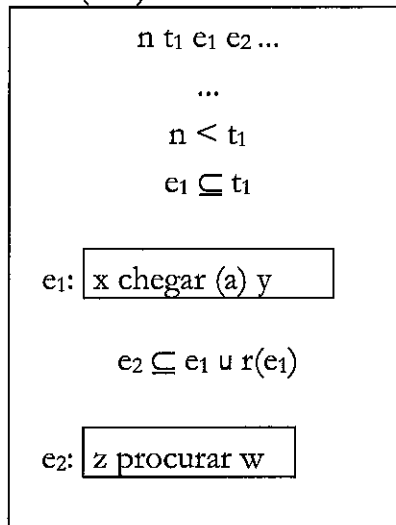 n t₁ e₁ e₂ ...
...
n < t₁
e₁ ⊆ t₁
e₁: x chegar (a) y
e₂ ⊆ e₁ ∪ r(e₁)
e₂: z procurar w